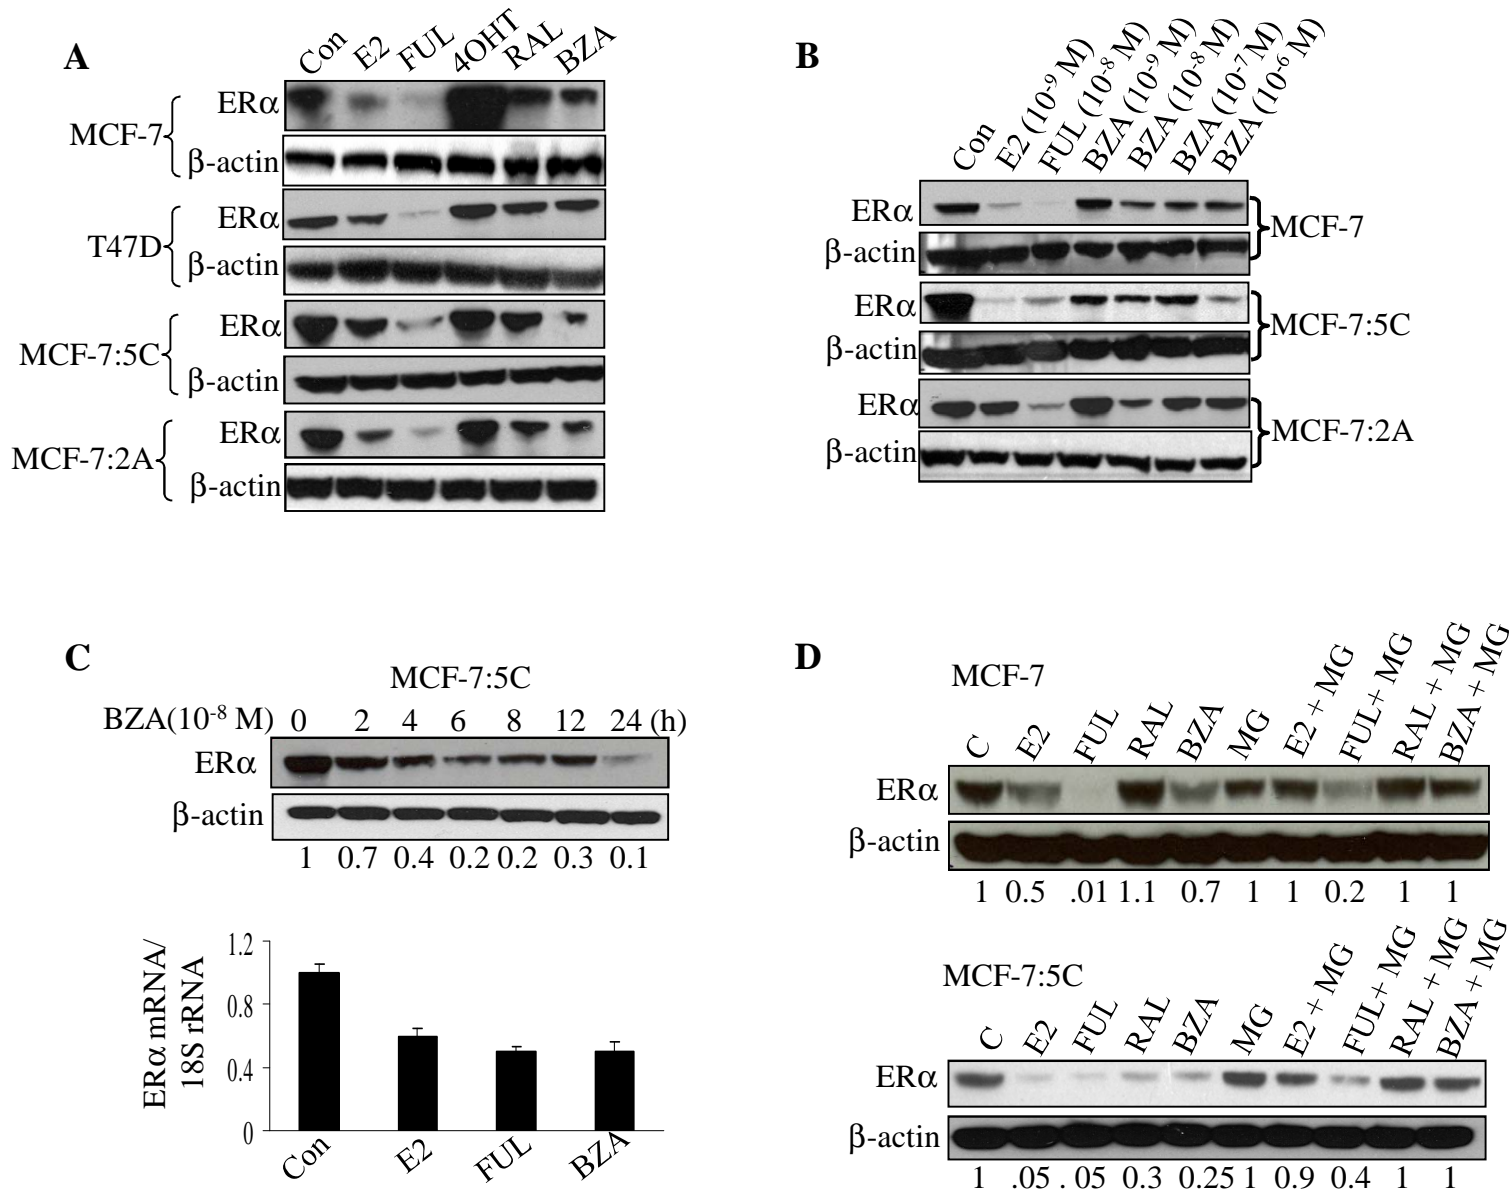 A
Con E2 FUL 4OHT RAL BZA
MCF-7
ERα
β-actin
T47D
ERα
β-actin
MCF-7:5C
ERα
β-actin
MCF-7:2A
ERα
β-actin
B
Con E2 (10-9 M) FUL (10-8 M) BZA (10-9 M) BZA (10-8 M) BZA (10-7 M) BZA (10-6 M)
ERα
β-actin
MCF-7
ERα
β-actin
MCF-7:5C
ERα
β-actin
MCF-7:2A
C
MCF-7:5C
BZA(10-8 M) 0 2 4 6 8 12 24 (h)
ERα
β-actin
1 0.7 0.4 0.2 0.2 0.3 0.1
ERα mRNA/
18S rRNA
1.2
0.8
0.4
0
Con E2 FUL BZA
D
MCF-7
C E2 FUL RAL BZA MG E2 + MG FUL+ MG RAL + MG BZA + MG
ERα
β-actin
1 0.5 .01 1.1 0.7 1 1 0.2 1 1
MCF-7:5C
C E2 FUL RAL BZA MG E2 + MG FUL+ MG RAL + MG BZA + MG
ERα
β-actin
1 .05 .05 0.3 0.25 1 0.9 0.4 1 1